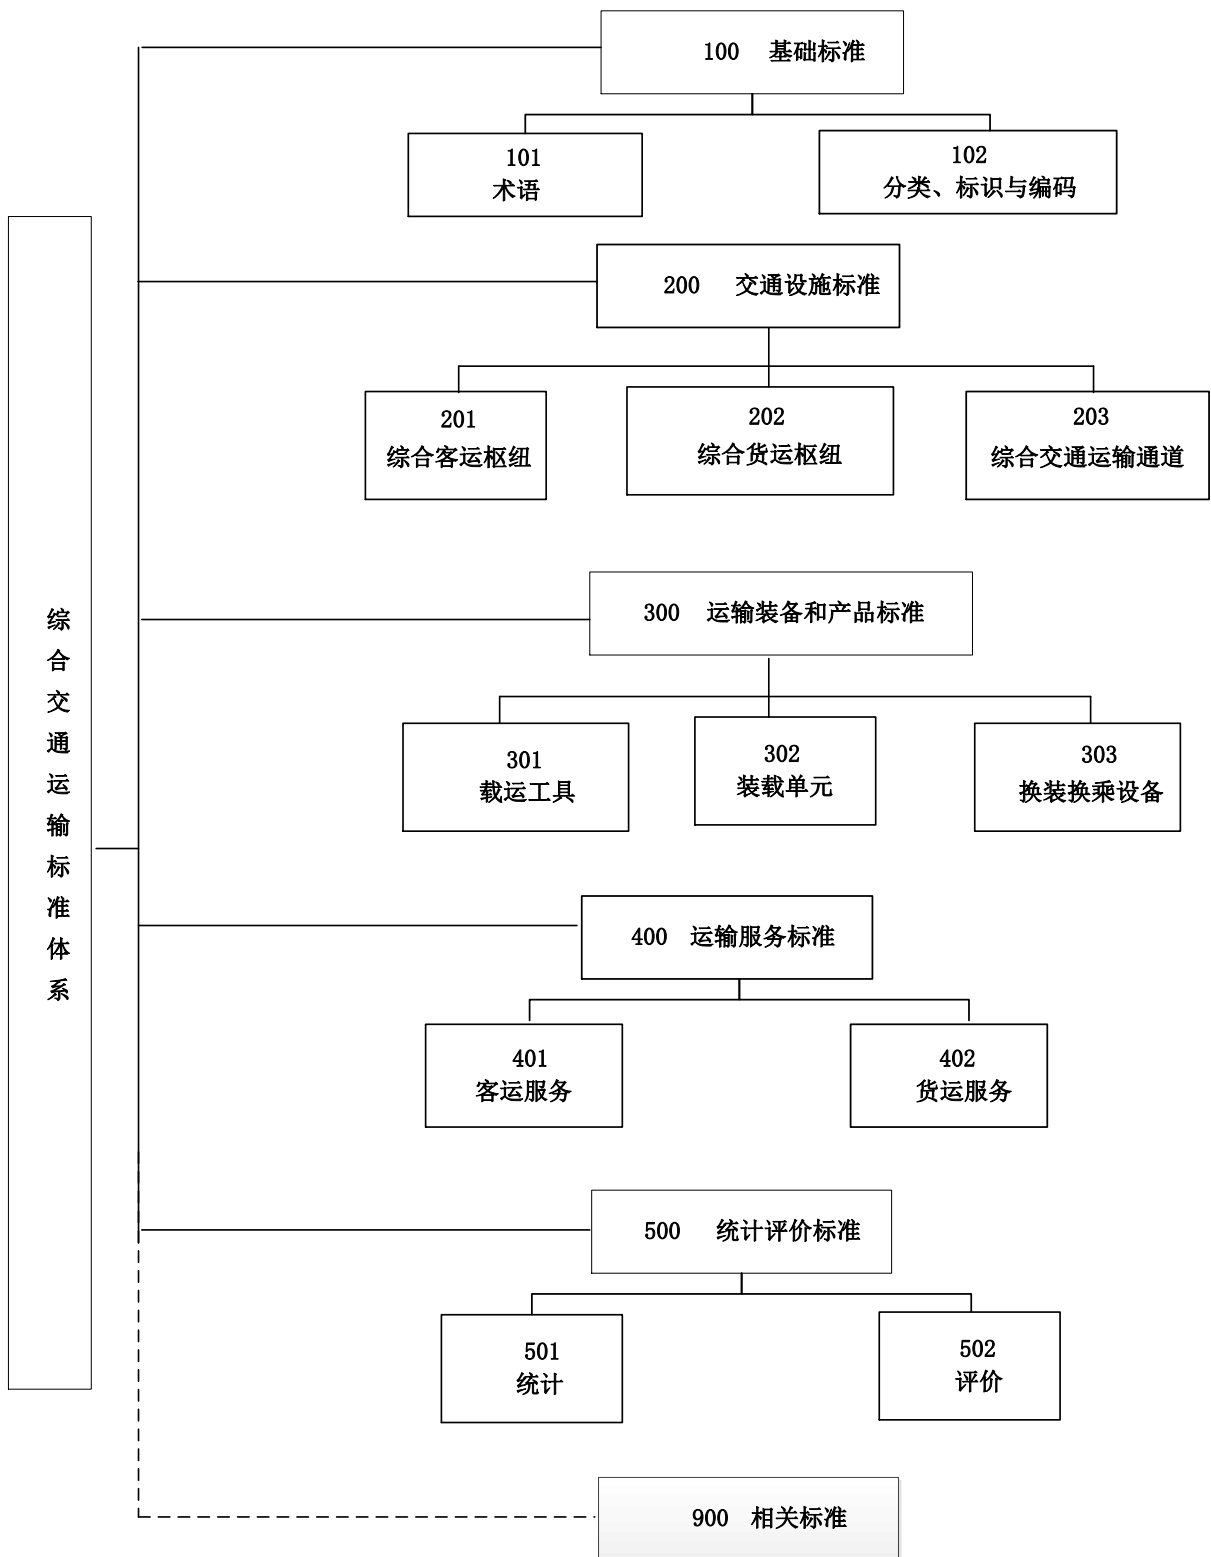 100 基础标准
101
术语
102
分类、标识与编码
200 交通设施标准
201
综合客运枢纽
202
综合货运枢纽
203
综合交通运输通道
300 运输装备和产品标准
301
载运工具
302
装载单元
303
换装换乘设备
综合交通运输标准体系
400 运输服务标准
401
客运服务
402
货运服务
500 统计评价标准
501
统计
502
评价
900 相关标准